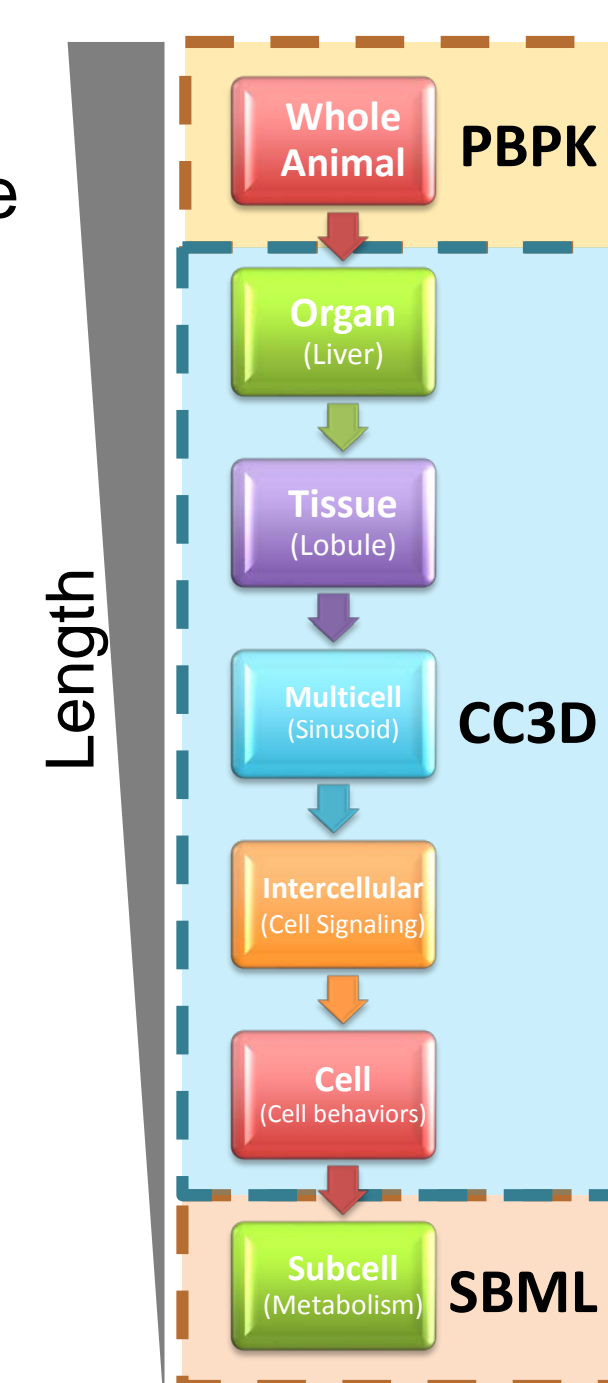 e
Length
Whole
Animal
PBPK
Organ
(Liver)
Tissue
(Lobule)
Multicell
(Sinusoid)
CC3D
Intercellular
(Cell Signaling)
Cell
(Cell behaviors)
Subcell
(Metabolism)
SBML